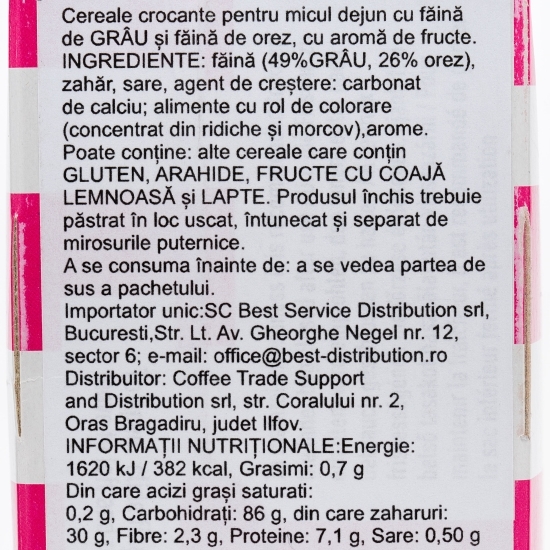 Cereale crocante pentru micul dejun cu făină
de GRÂU și făină de orez, cu aromă de fructe.
INGREDIENTE: făină (49%GRÂU, 26% orez),
zahăr, sare, agent de creștere: carbonat
de calciu; alimente cu rol de colorare
(concentrat din ridiche și morcov),arome.
Poate conține: alte cereale care conțin
GLUTEN, ARAHIDE, FRUCTE CU COAJĂ
LEMNOASĂ și LAPTE. Produsul închis trebuie
păstrat în loc uscat, întunecat și separat de
mirosurile puternice.
A se consuma înainte de: a se vedea partea de
sus a pachetului.
Importator unic:SC Best Service Distribution srl,
Bucuresti,Str. Lt. Av. Gheorghe Negel nr. 12,
sector 6; e-mail: office@best-distribution.ro
Distribuitor: Coffee Trade Support
and Distribution srl, str. Coralului nr. 2,
Oras Bragadiru, judet Ilfov.
INFORMAȚII NUTRIȚIONALE:Energie:
1620 kJ / 382 kcal, Grasimi: 0,7 g
Din care acizi grași saturati:
0,2 g, Carbohidrați: 86 g, din care zaharuri:
30 g, Fibre: 2,3 g, Proteine: 7,1 g, Sare: 0,50 g